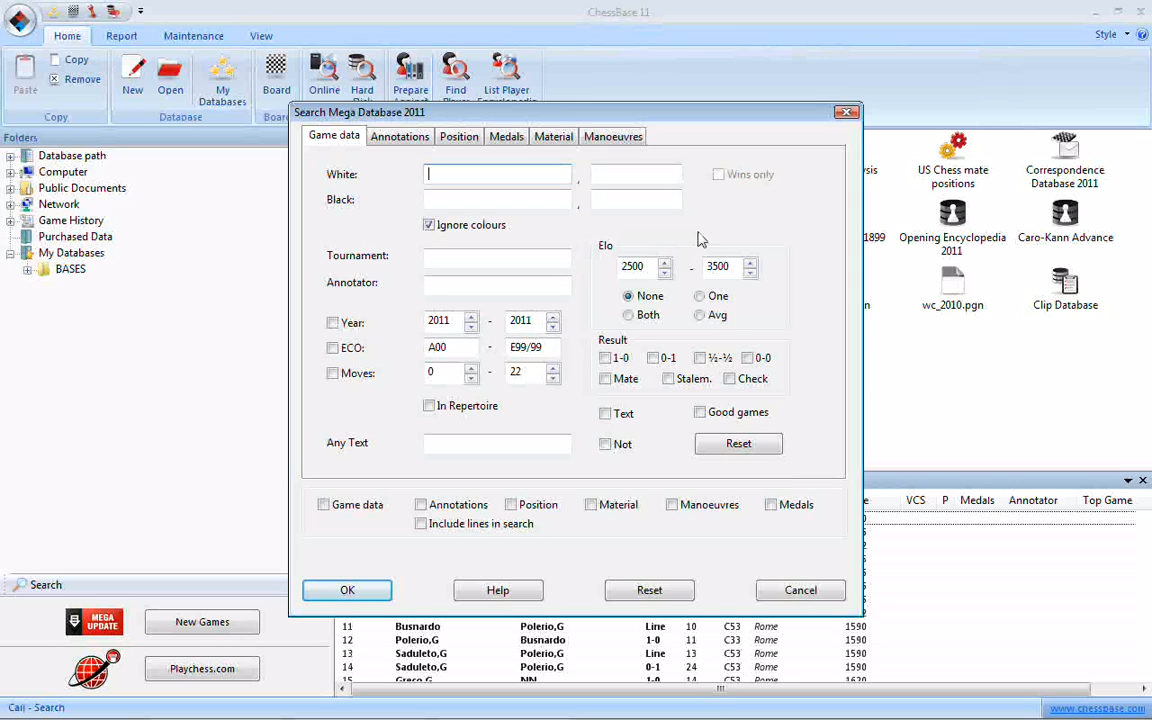 ChessBase 11
Home Report Maintenance View
Style
Paste Copy Remove
New Open My Databases
Board Online Hard Disk
Prepare Against Find Player List Player Encyclopedia
Copy Database
Folders
Database path
Computer
Public Documents
Network
Game History
Purchased Data
My Databases
BASES
Search Mega Database 2011
Game data Annotations Position Medals Material Manoeuvres
White: , Wins only
Black: ,
Ignore colours
Tournament:
Annotator:
Elo
2500 - 3500
None One
Both Avg
Year: 2011 - 2011
ECO: A00 - E99/99
Moves: 0 - 22
In Repertoire
Result
1-0 0-1 ½-½ 0-0
Mate Stalem. Check
Text Good games
Any Text
Not Reset
Game data Annotations Position Material Manoeuvres Medals
Include lines in search
OK Help Reset Cancel
US Chess mate positions
Correspondence Database 2011
1899
Opening Encyclopedia 2011
Caro-Kann Advance
wc_2010.pgn
Clip Database
VCS P Medals Annotator Top Game
Search
MEGA UPDATE
New Games
Playchess.com
11 Busnardo Polerio,G Line 10 C53 Rome 1590
12 Polerio,G Busnardo 1-0 11 C33 Rome 1590
13 Saduleto,G Polerio,G Line 13 C53 Rome 1590
14 Saduleto,G Polerio,G 0-1 24 C53 Rome 1590
15 Greco,G NN 1-0 14 Rome 1620
Call - Search
www.chessbase.com